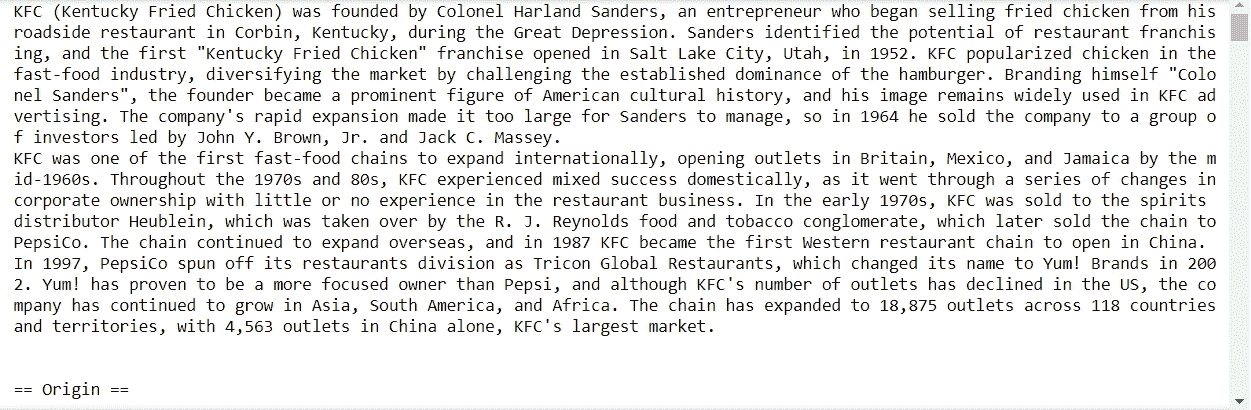 KFC (Kentucky Fried Chicken) was founded by Colonel Harland Sanders, an entrepreneur who began selling fried chicken from his
roadside restaurant in Corbin, Kentucky, during the Great Depression. Sanders identified the potential of restaurant franchis
ing, and the first "Kentucky Fried Chicken" franchise opened in Salt Lake City, Utah, in 1952. KFC popularized chicken in the
fast-food industry, diversifying the market by challenging the established dominance of the hamburger. Branding himself "Colo
nel Sanders", the founder became a prominent figure of American cultural history, and his image remains widely used in KFC ad
vertising. The company's rapid expansion made it too large for Sanders to manage, so in 1964 he sold the company to a group o
f investors led by John Y. Brown, Jr. and Jack C. Massey.
KFC was one of the first fast-food chains to expand internationally, opening outlets in Britain, Mexico, and Jamaica by the m
id-1960s. Throughout the 1970s and 80s, KFC experienced mixed success domestically, as it went through a series of changes in
corporate ownership with little or no experience in the restaurant business. In the early 1970s, KFC was sold to the spirits
distributor Heublein, which was taken over by the R. J. Reynolds food and tobacco conglomerate, which later sold the chain to
PepsiCo. The chain continued to expand overseas, and in 1987 KFC became the first Western restaurant chain to open in China.
In 1997, PepsiCo spun off its restaurants division as Tricon Global Restaurants, which changed its name to Yum! Brands in 200
2. Yum! has proven to be a more focused owner than Pepsi, and although KFC's number of outlets has declined in the US, the co
mpany has continued to grow in Asia, South America, and Africa. The chain has expanded to 18,875 outlets across 118 countries
and territories, with 4,563 outlets in China alone, KFC's largest market.
== Origin ==